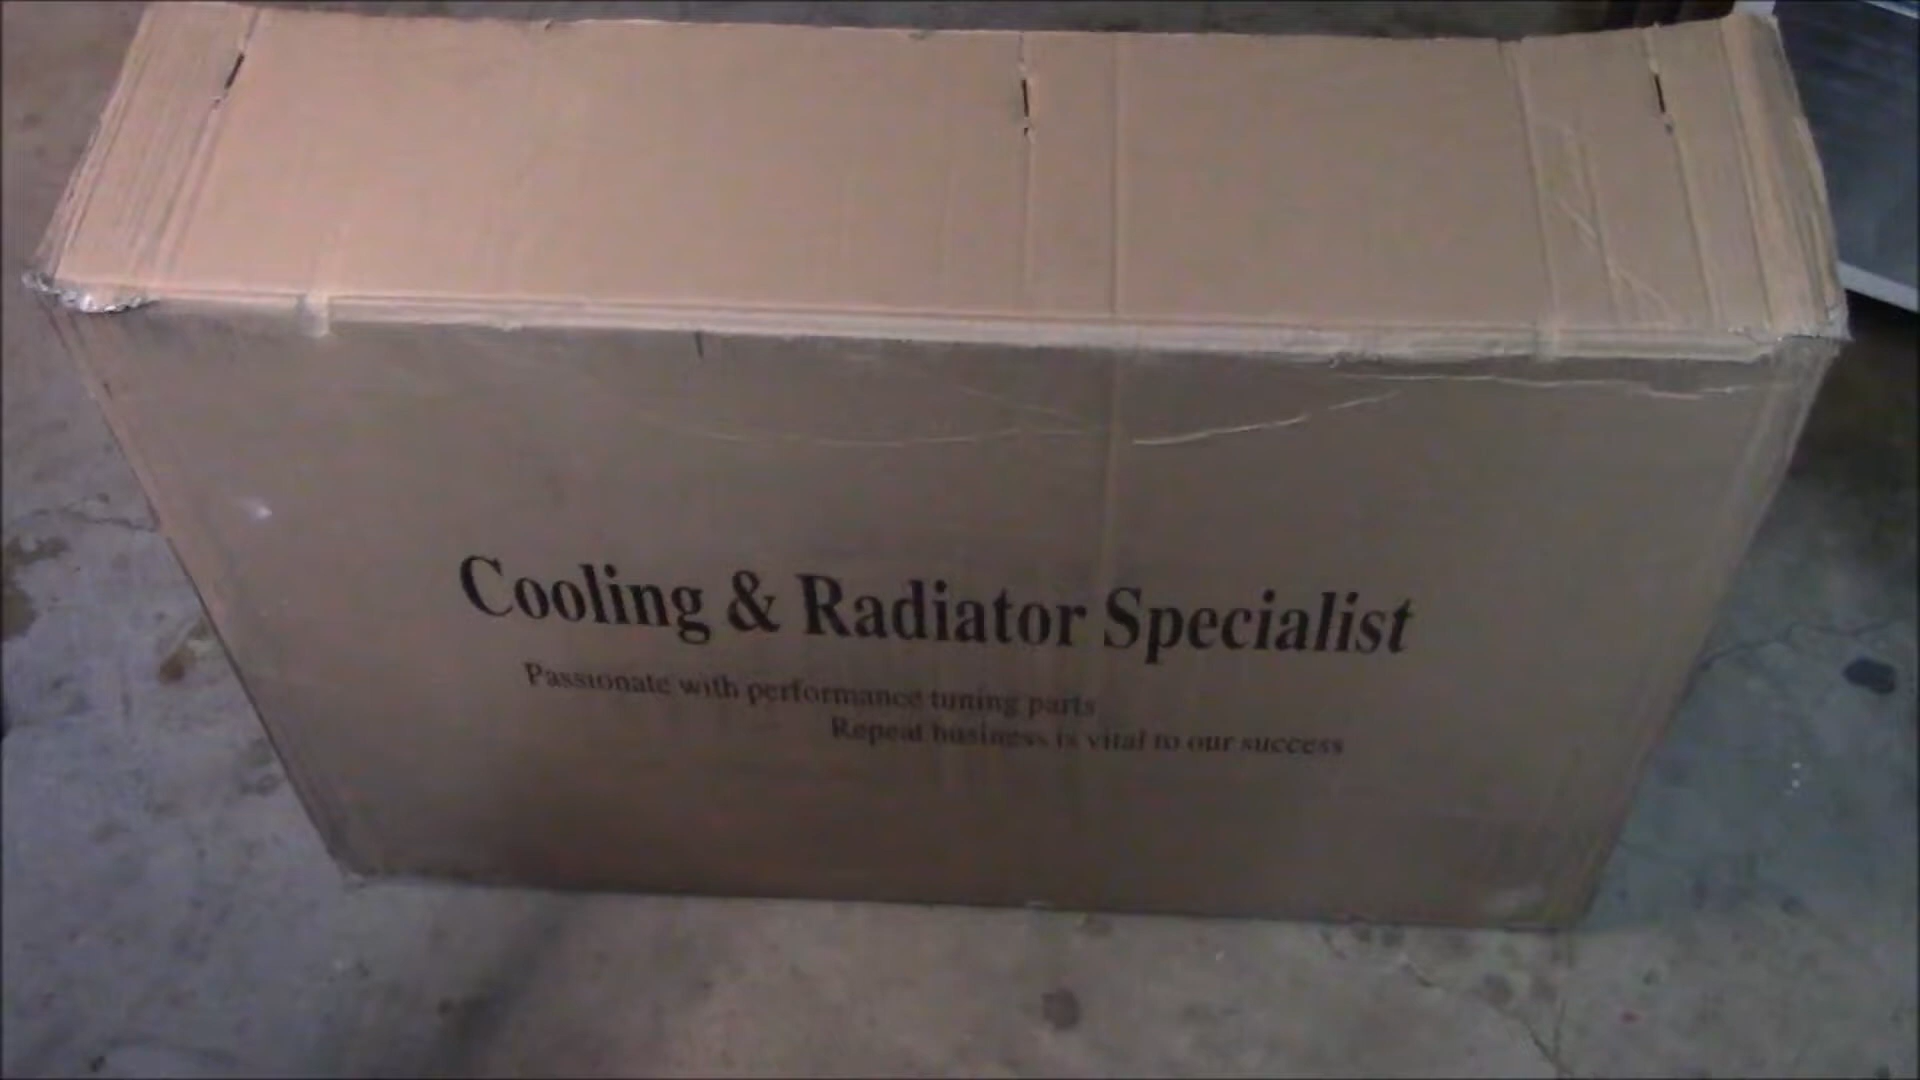 Cooling & Radiator Specialist
Passionate with performance tuning parts
Repeat business is vital to our success